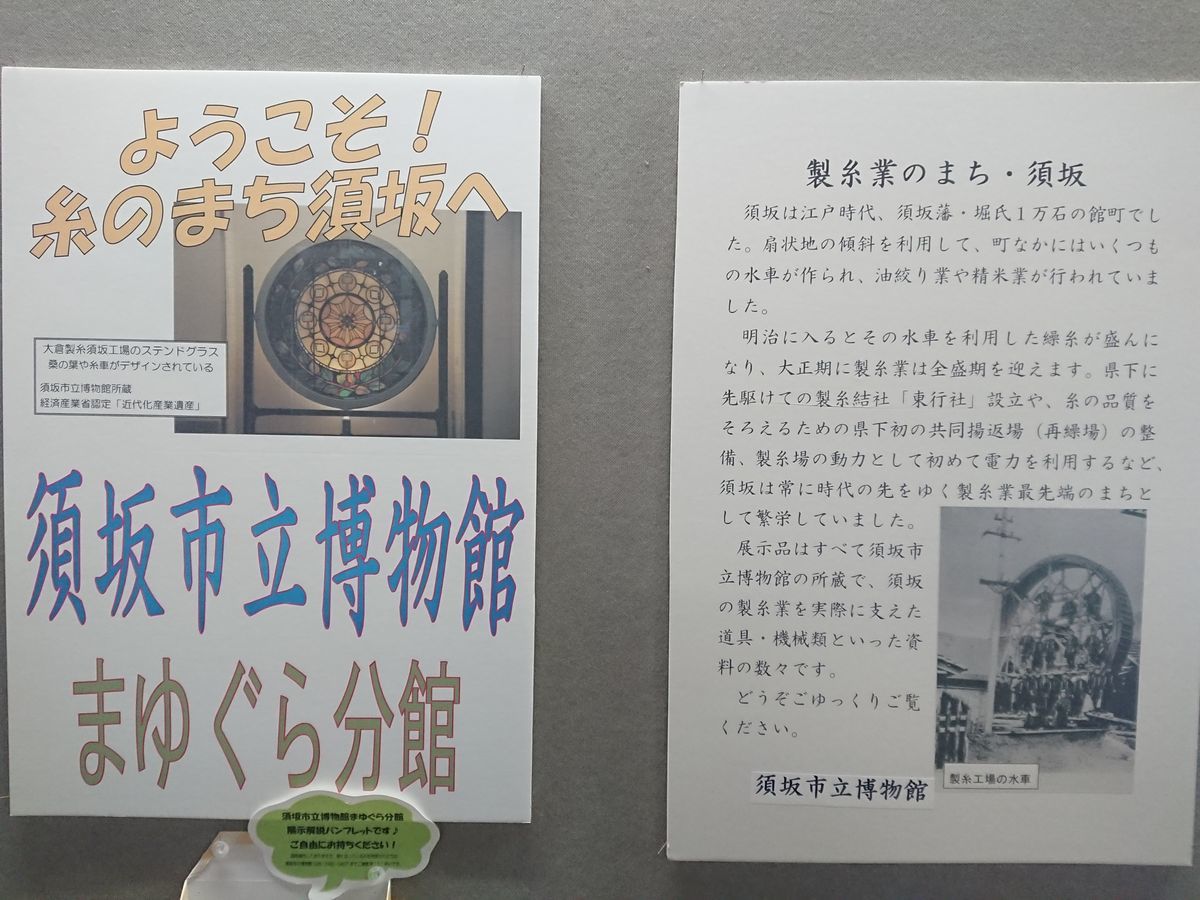 ようこそ！
糸のまち須坂へ
大倉製糸須坂工場のステンドグラス
桑の葉や糸車がデザインされている
須坂市立博物館所蔵
経済産業省認定「近代化産業遺産」
須坂市立博物館
まゆぐら分館
須坂市立博物館まゆぐら分館
展示解説パンフレットです♪
ご自由にお持ちください！
製糸業のまち・須坂
須坂は江戸時代、須坂藩・堀氏１万石の館町でし
た。扇状地の傾斜を利用して、町なかにはいくつも
の水車が作られ、油絞り業や精米業が行われていま
した。
明治に入るとその水車を利用した繰糸が盛んに
なり、大正期に製糸業は全盛期を迎えます。県下に
先駆けての製糸結社「東行社」設立や、糸の品質を
そろえるための県下初の共同揚返場（再繰場）の整
備、製糸場の動力として初めて電力を利用するなど、
須坂は常に時代の先をゆく製糸業最先端のまちと
して繁栄していました。
展示品はすべて須坂市
立博物館の所蔵で、須坂
の製糸業を実際に支えた
道具・機械類といった資
料の数々です。
どうぞごゆっくりご覧
ください。
製糸工場の水車
須坂市立博物館